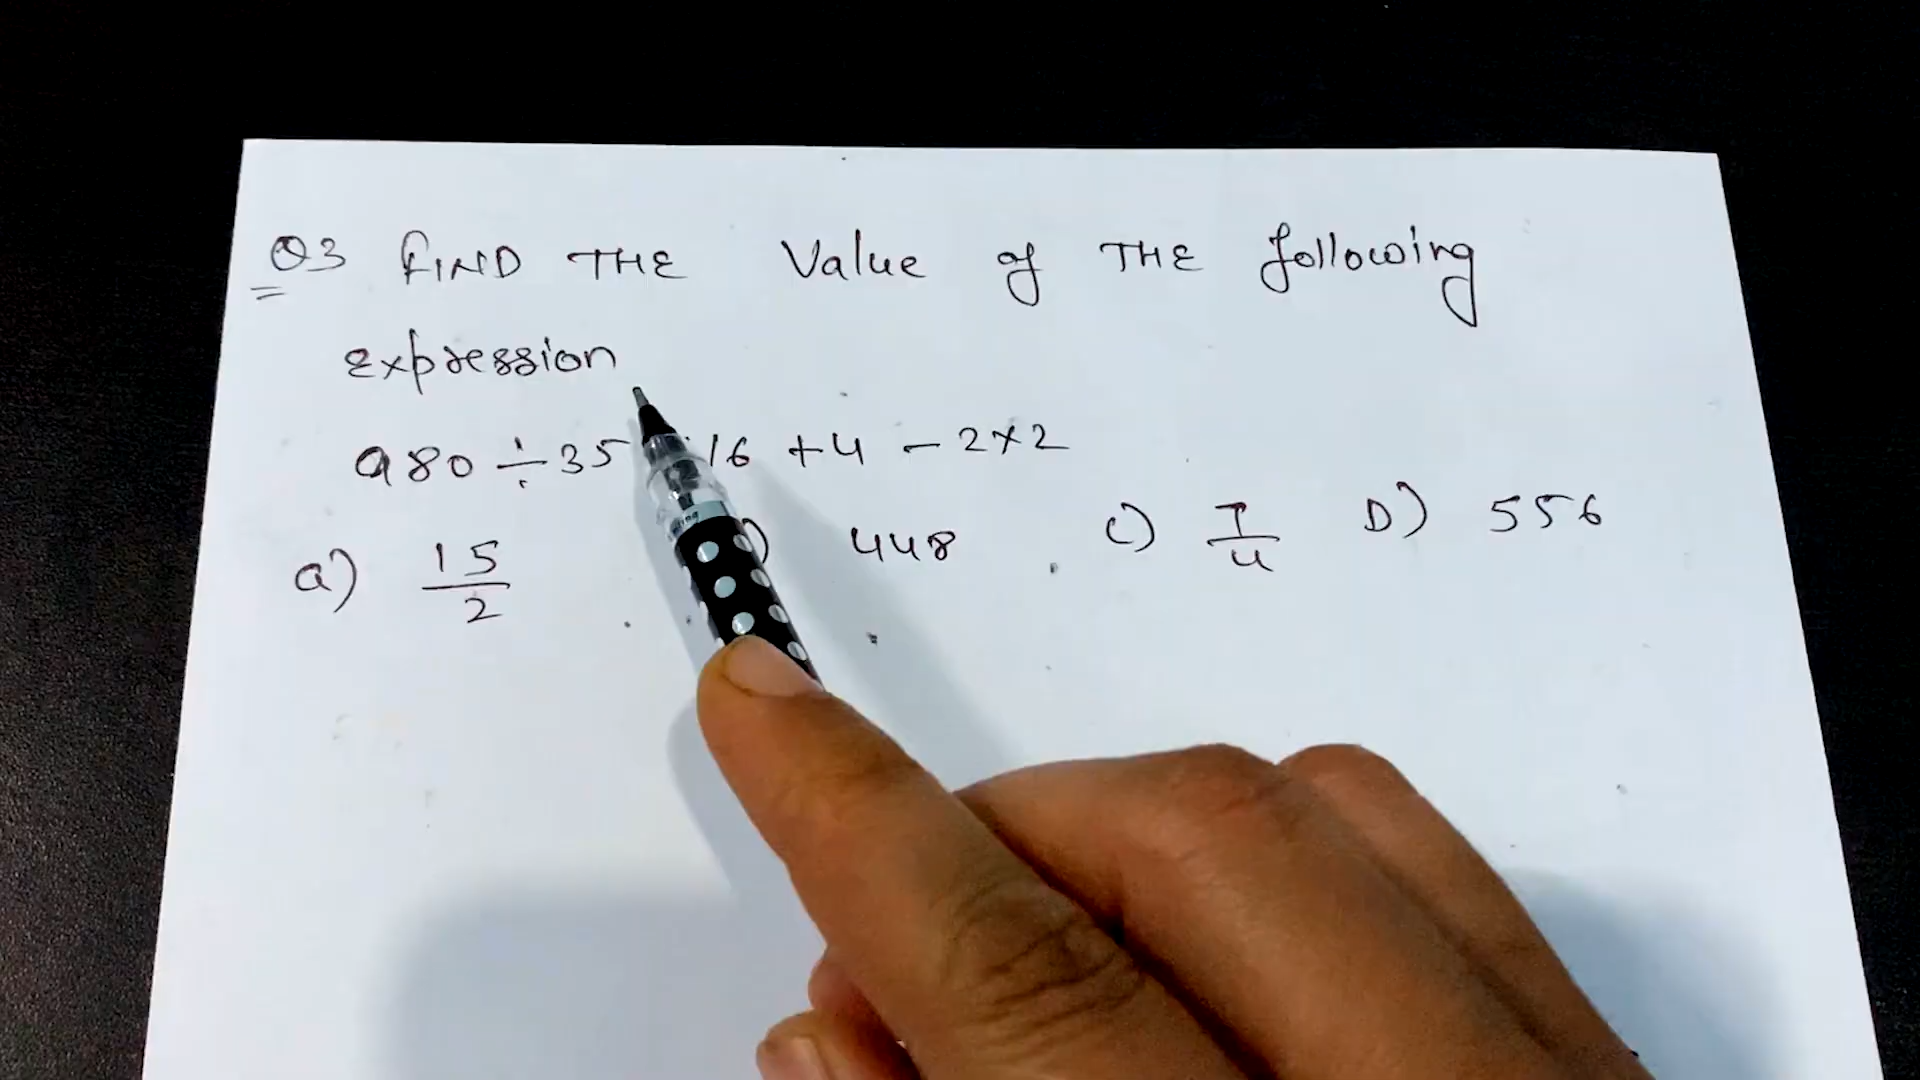 Q3 FIND THE Value of THE following
expression
980 ÷ 35 16 + 4 - 2 × 2
a) 15/2 ) 448 C) 7/4 D) 556